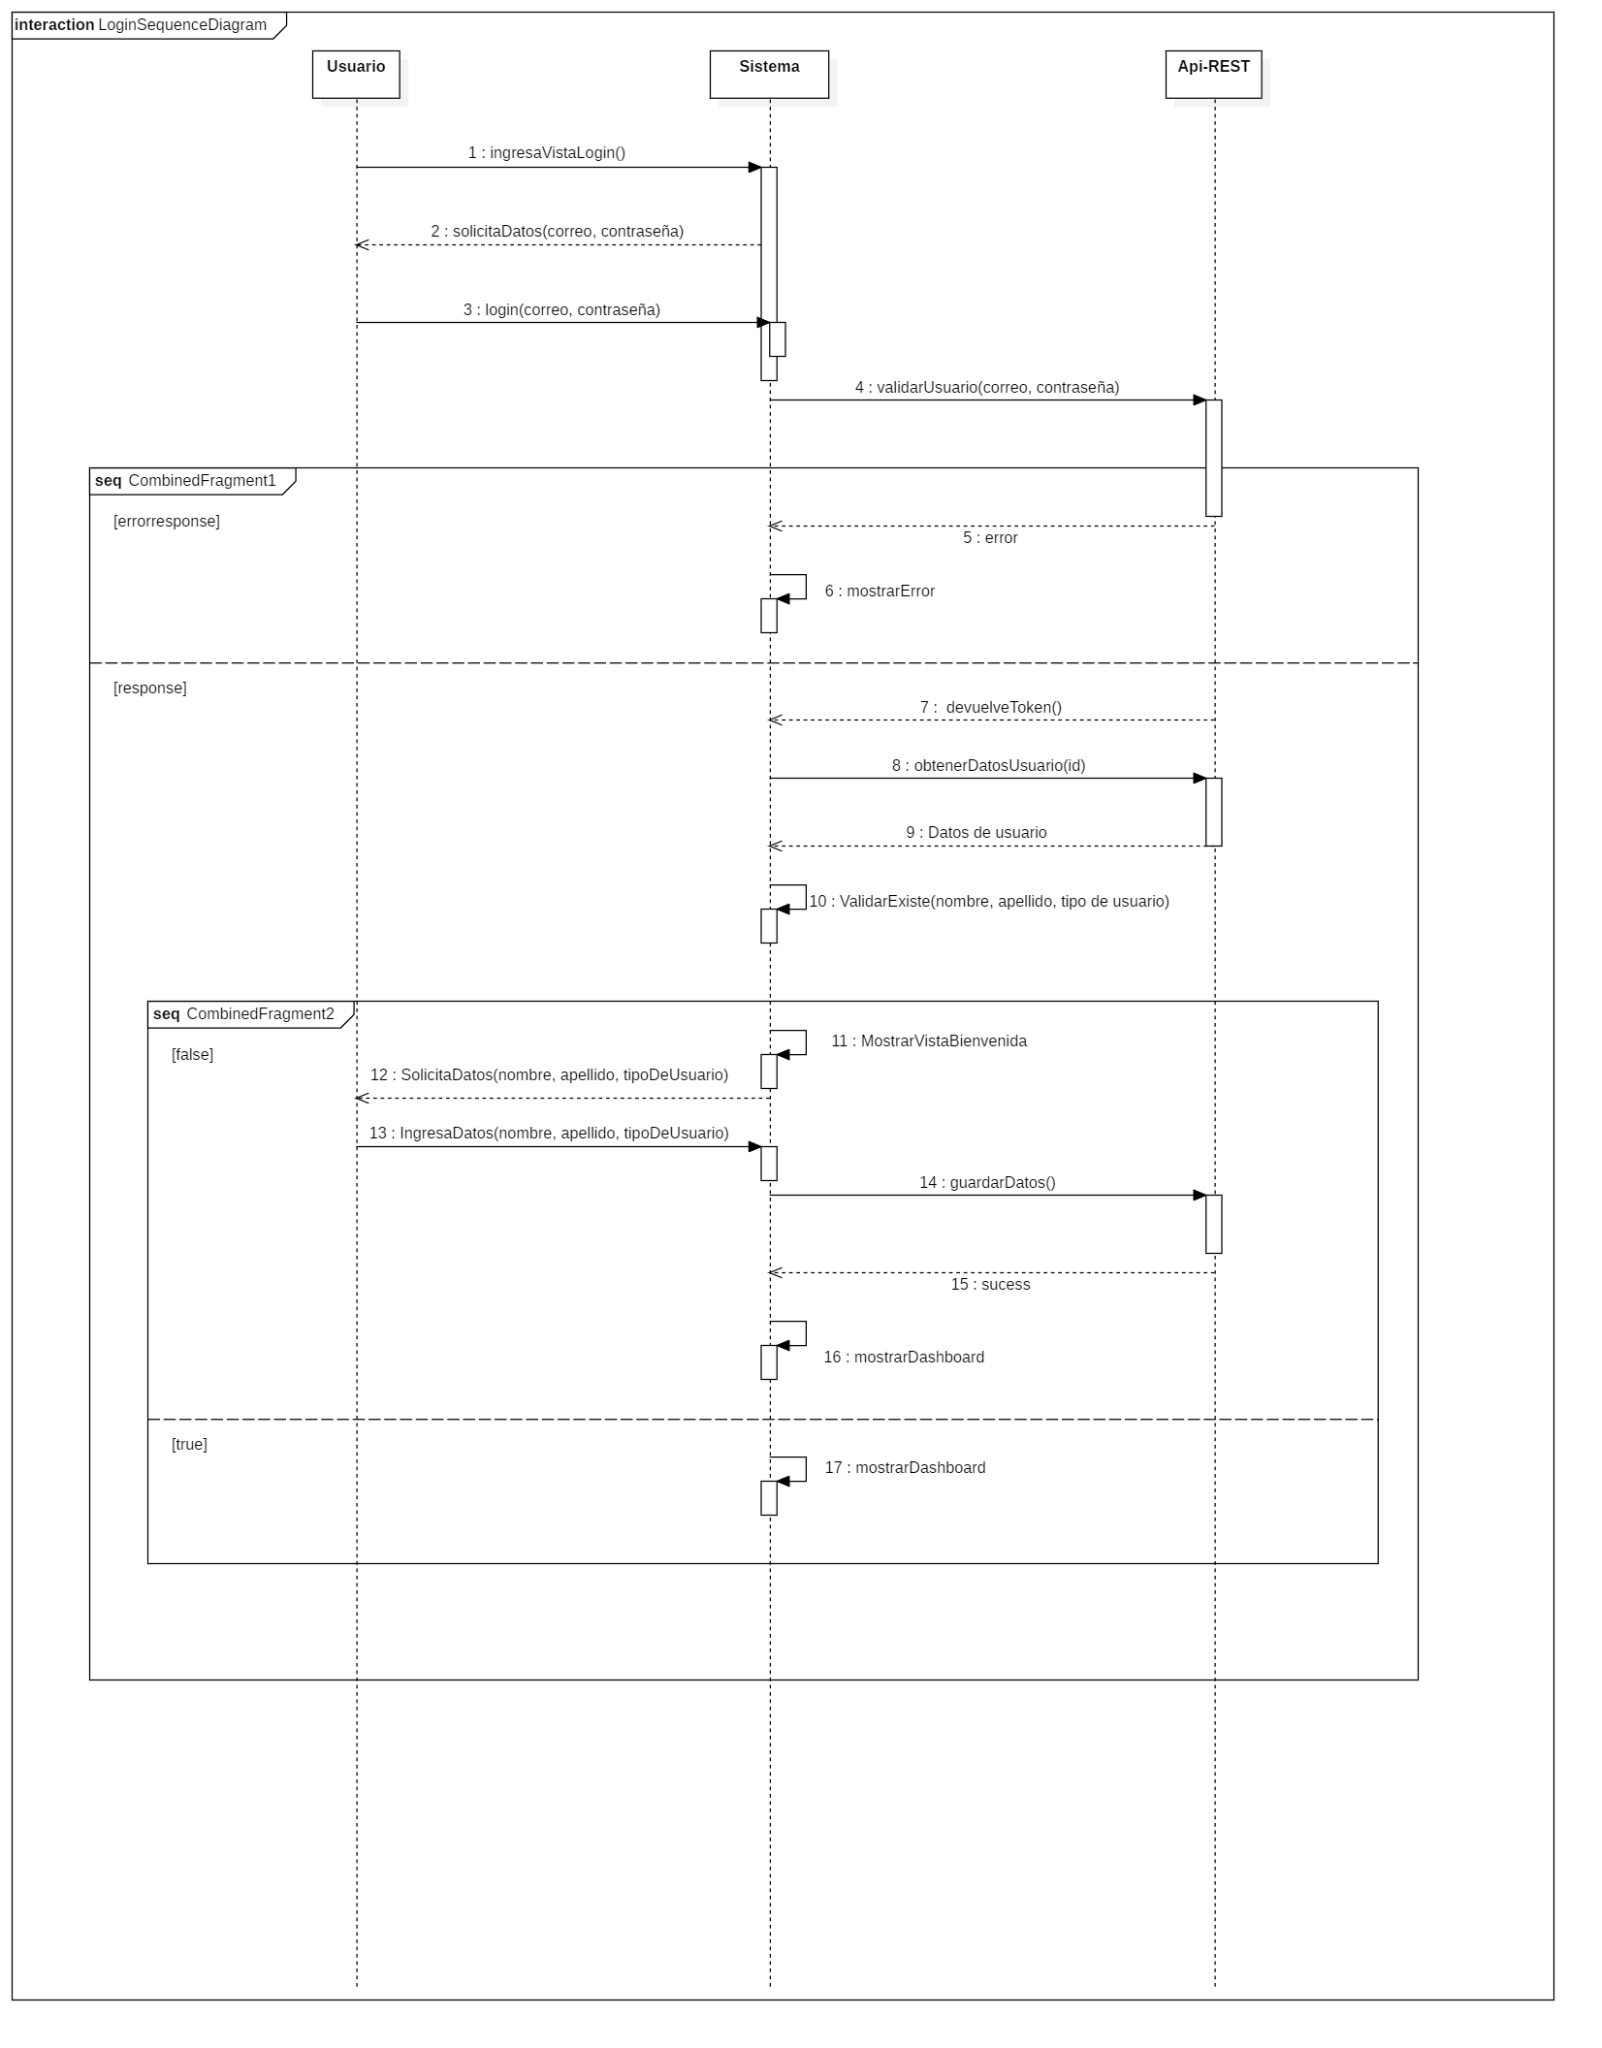 interaction LoginSequenceDiagram
Usuario
Sistema
Api-REST
1 : ingresaVistaLogin()
2 : solicitaDatos(correo, contraseña)
3 : login(correo, contraseña)
4 : validarUsuario(correo, contraseña)
seq CombinedFragment1
[errorresponse]
5 : error
6 : mostrarError
[response]
7 :  devuelveToken()
8 : obtenerDatosUsuario(id)
9 : Datos de usuario
10 : ValidarExiste(nombre, apellido, tipo de usuario)
seq CombinedFragment2
11 : MostrarVistaBienvenida
[false]
12 : SolicitaDatos(nombre, apellido, tipoDeUsuario)
13 : IngresaDatos(nombre, apellido, tipoDeUsuario)
14 : guardarDatos()
15 : sucess
16 : mostrarDashboard
[true]
17 : mostrarDashboard